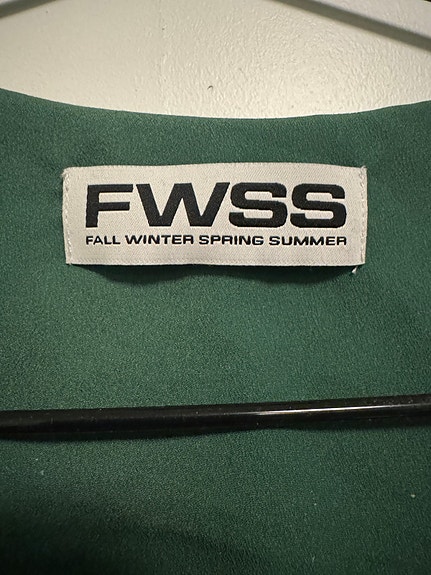 FWSS
FALL WINTER SPRING SUMMER